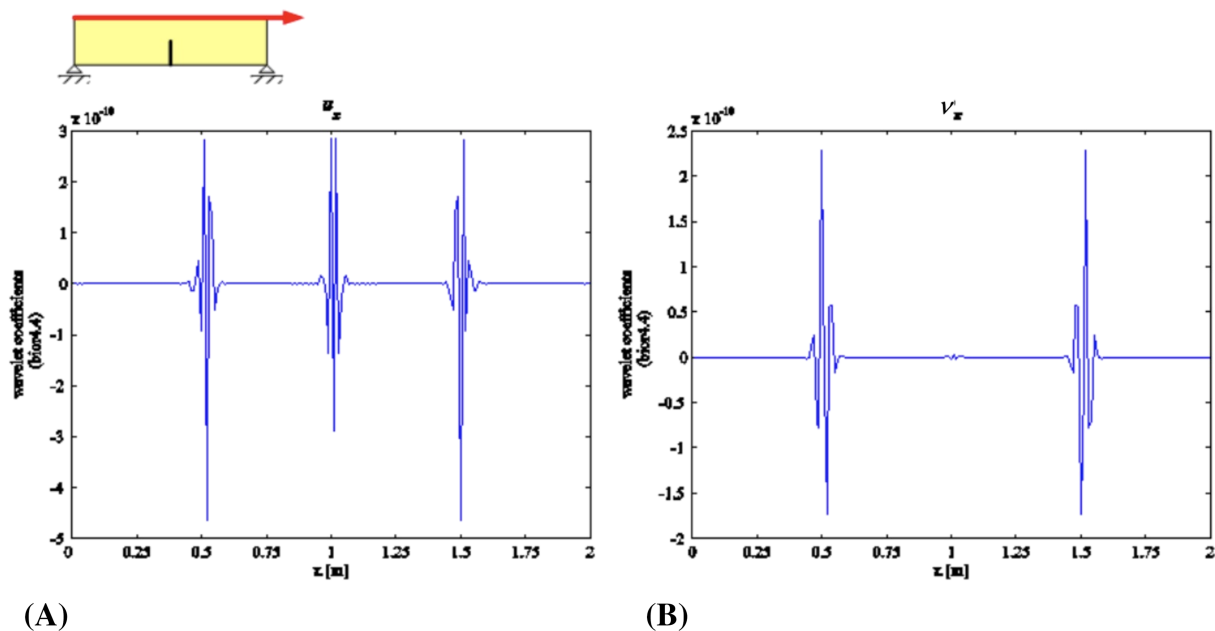 x 10⁻¹⁰
u_x
3
2
1
0
-1
-2
-3
-4
-5
wavelet coefficients
(bior4.4)
0 0.25 0.5 0.75 1 1.25 1.5 1.75 2
x [m]
(A)
x 10⁻¹⁰
2.5
2
1.5
1
0.5
0
-0.5
-1
-1.5
-2
wavelet coefficients
(bior4.4)
0 0.25 0.5 0.75 1 1.25 1.5 1.75 2
x [m]
(B)